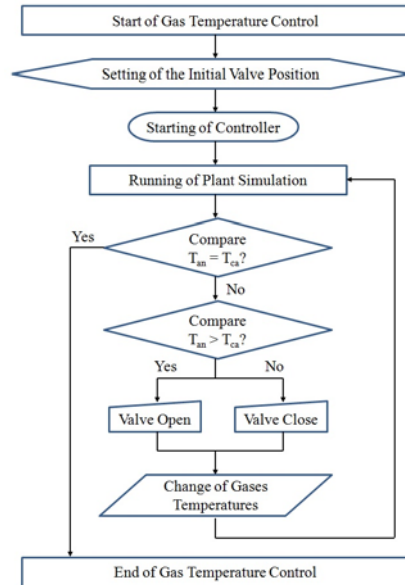 Start of Gas Temperature Control
Setting of the Initial Valve Position
Starting of Controller
Running of Plant Simulation
Yes
Compare
Tan = Tca?
No
Compare
Tan > Tca?
Yes
No
Valve Open
Valve Close
Change of Gases
Temperatures
End of Gas Temperature Control